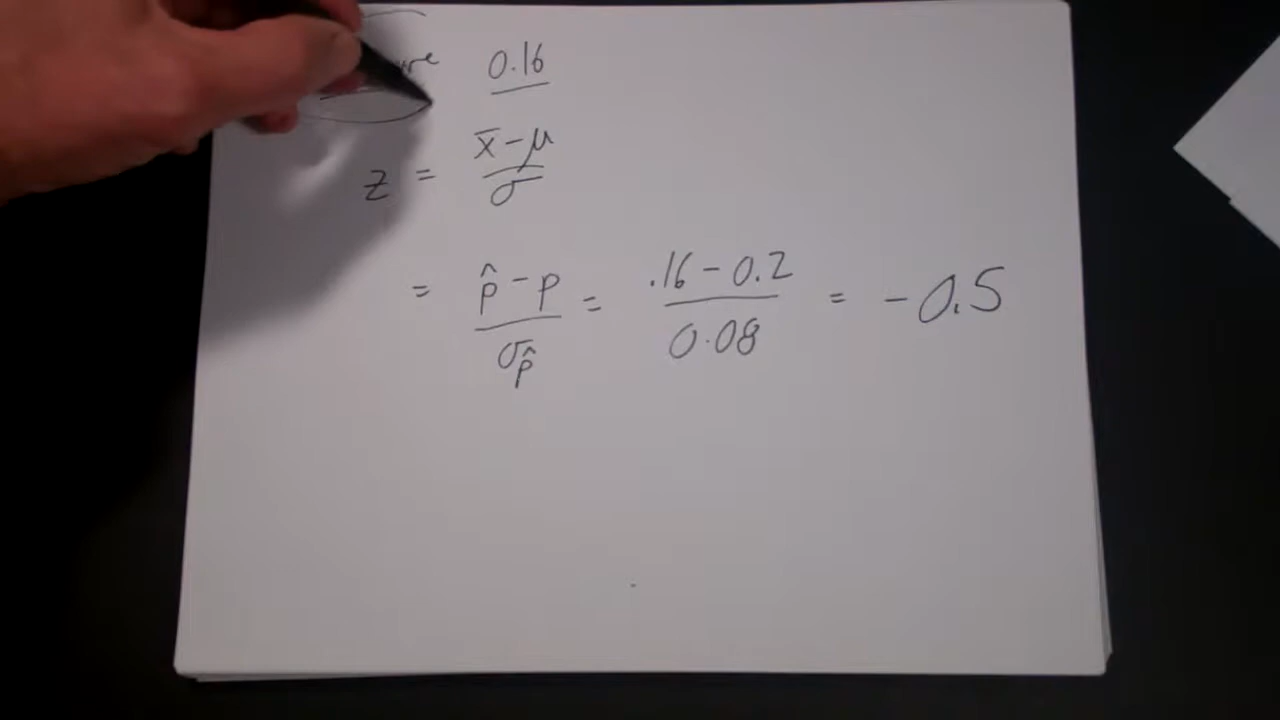 0.16
z = x̄ - μ / σ
= p̂ - p / σp̂ = .16 - 0.2 / 0.08 = - 0.5